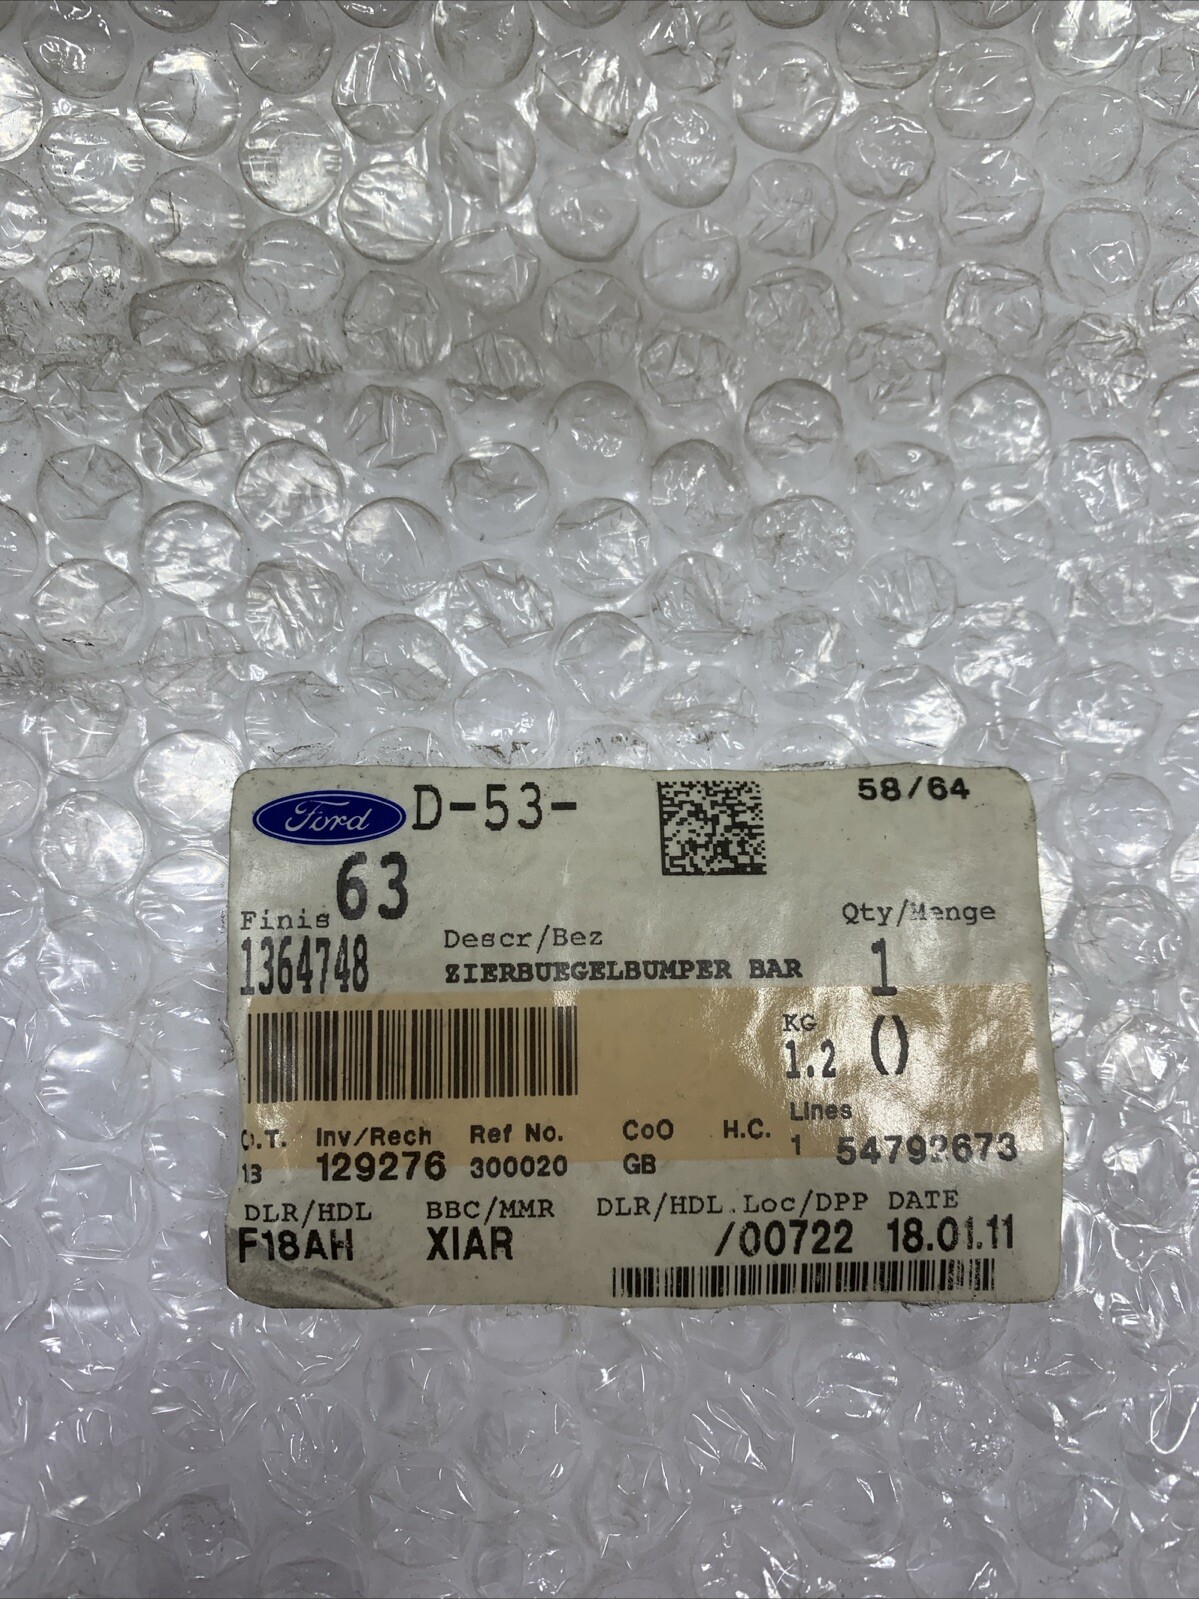 Ford D-53- 58/64
63
Finis Descr/Bez Qty/Menge
1364748 ZIERBUEGELBUMPER BAR 1
KG ()
1.2
O.T. Inv/Rech Ref No. CoO H.C. Lines
13 129276 300020 GB 1 54792673
DLR/HDL BBC/MMR DLR/HDL.Loc/DPP DATE
F18AH XIAR /00722 18.01.11